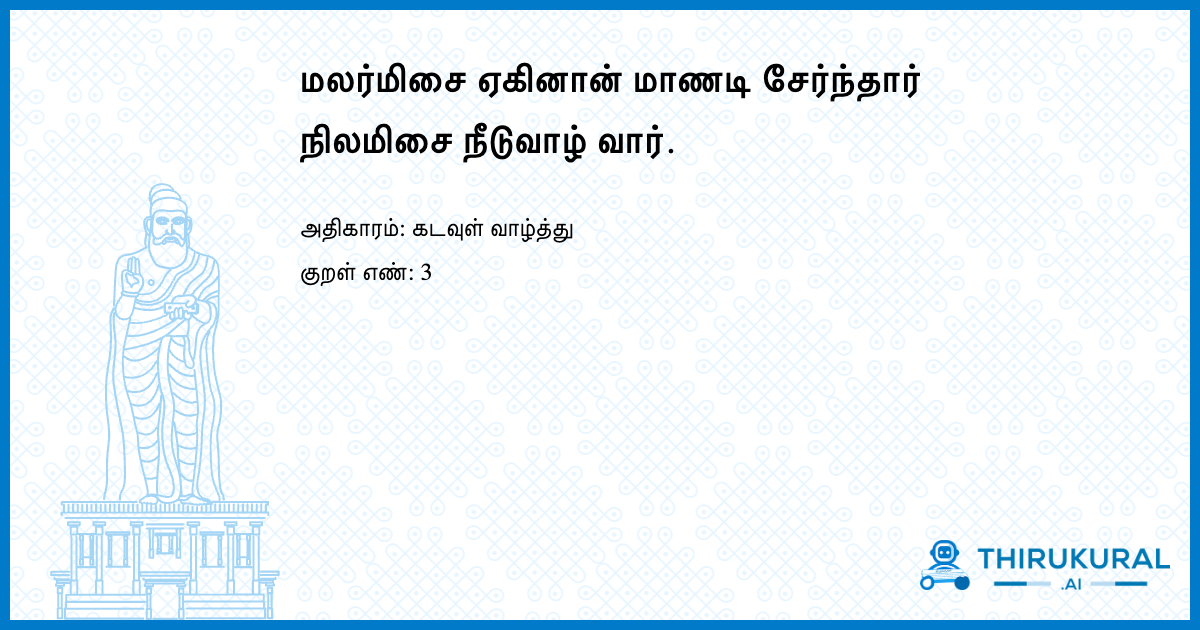 மலர்மிசை ஏகினான் மாணடி சேர்ந்தார்
நிலமிசை நீடுவாழ் வார்.
அதிகாரம்: கடவுள் வாழ்த்து
குறள் எண்: 3
THIRUKURAL
.AI